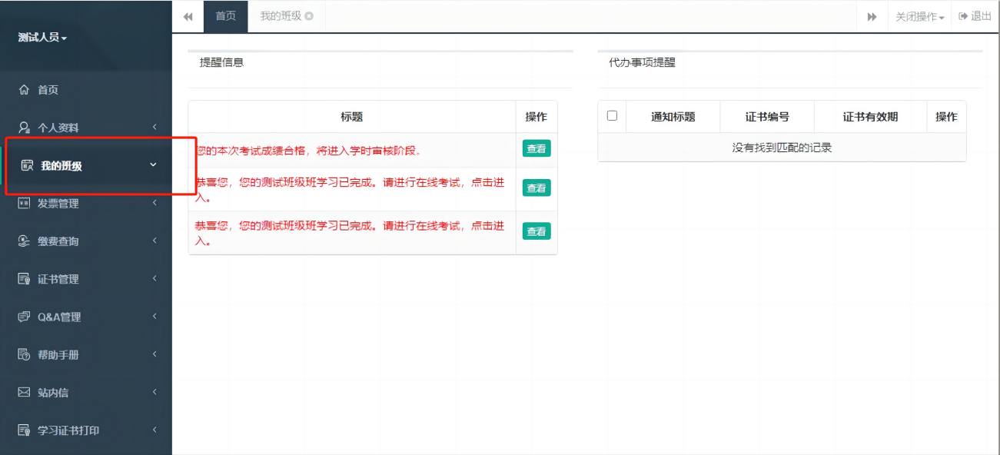 测试人员
首页
个人资料
我的班级
发票管理
缴费查询
证书管理
Q&A管理
帮助手册
站内信
学习证书打印
首页
我的班级
关闭操作
退出
提醒信息
标题
操作
您的本次考试成绩合格，将进入学时审核阶段。
查看
恭喜您，您的测试班级班学习已完成。请进行在线考试，点击进
入。
查看
恭喜您，您的测试班级班学习已完成。请进行在线考试，点击进
入。
查看
代办事项提醒
通知标题
证书编号
证书有效期
操作
没有找到匹配的记录